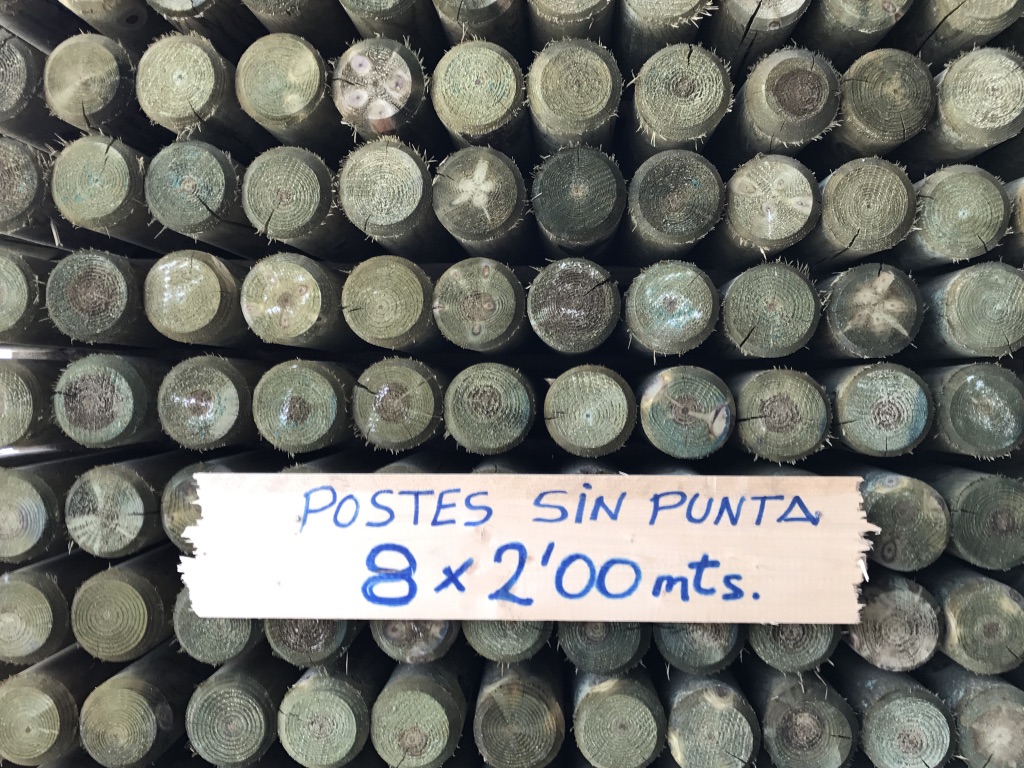 POSTES SIN PUNTA
8 x 2'00 mts.